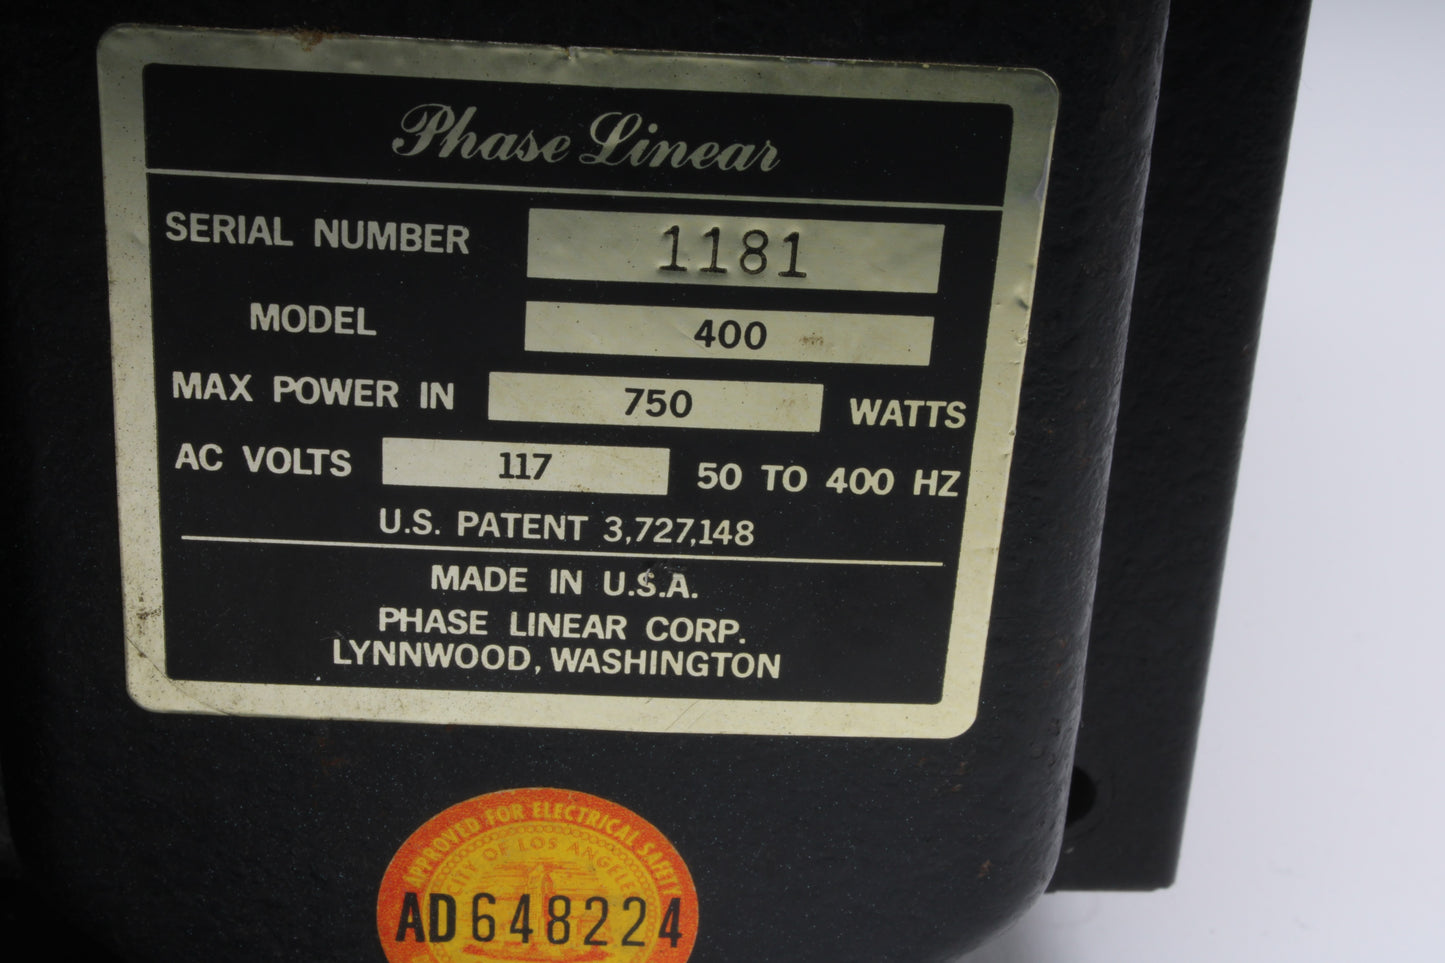 Phase Linear
SERIAL NUMBER 1181
MODEL 400
MAX POWER IN 750 WATTS
AC VOLTS 117 50 TO 400 HZ
U.S. PATENT 3,727,148
MADE IN U.S.A.
PHASE LINEAR CORP.
LYNNWOOD, WASHINGTON
APPROVED FOR ELECTRICAL SAFETY
CITY OF LOS ANGELES
AD648224